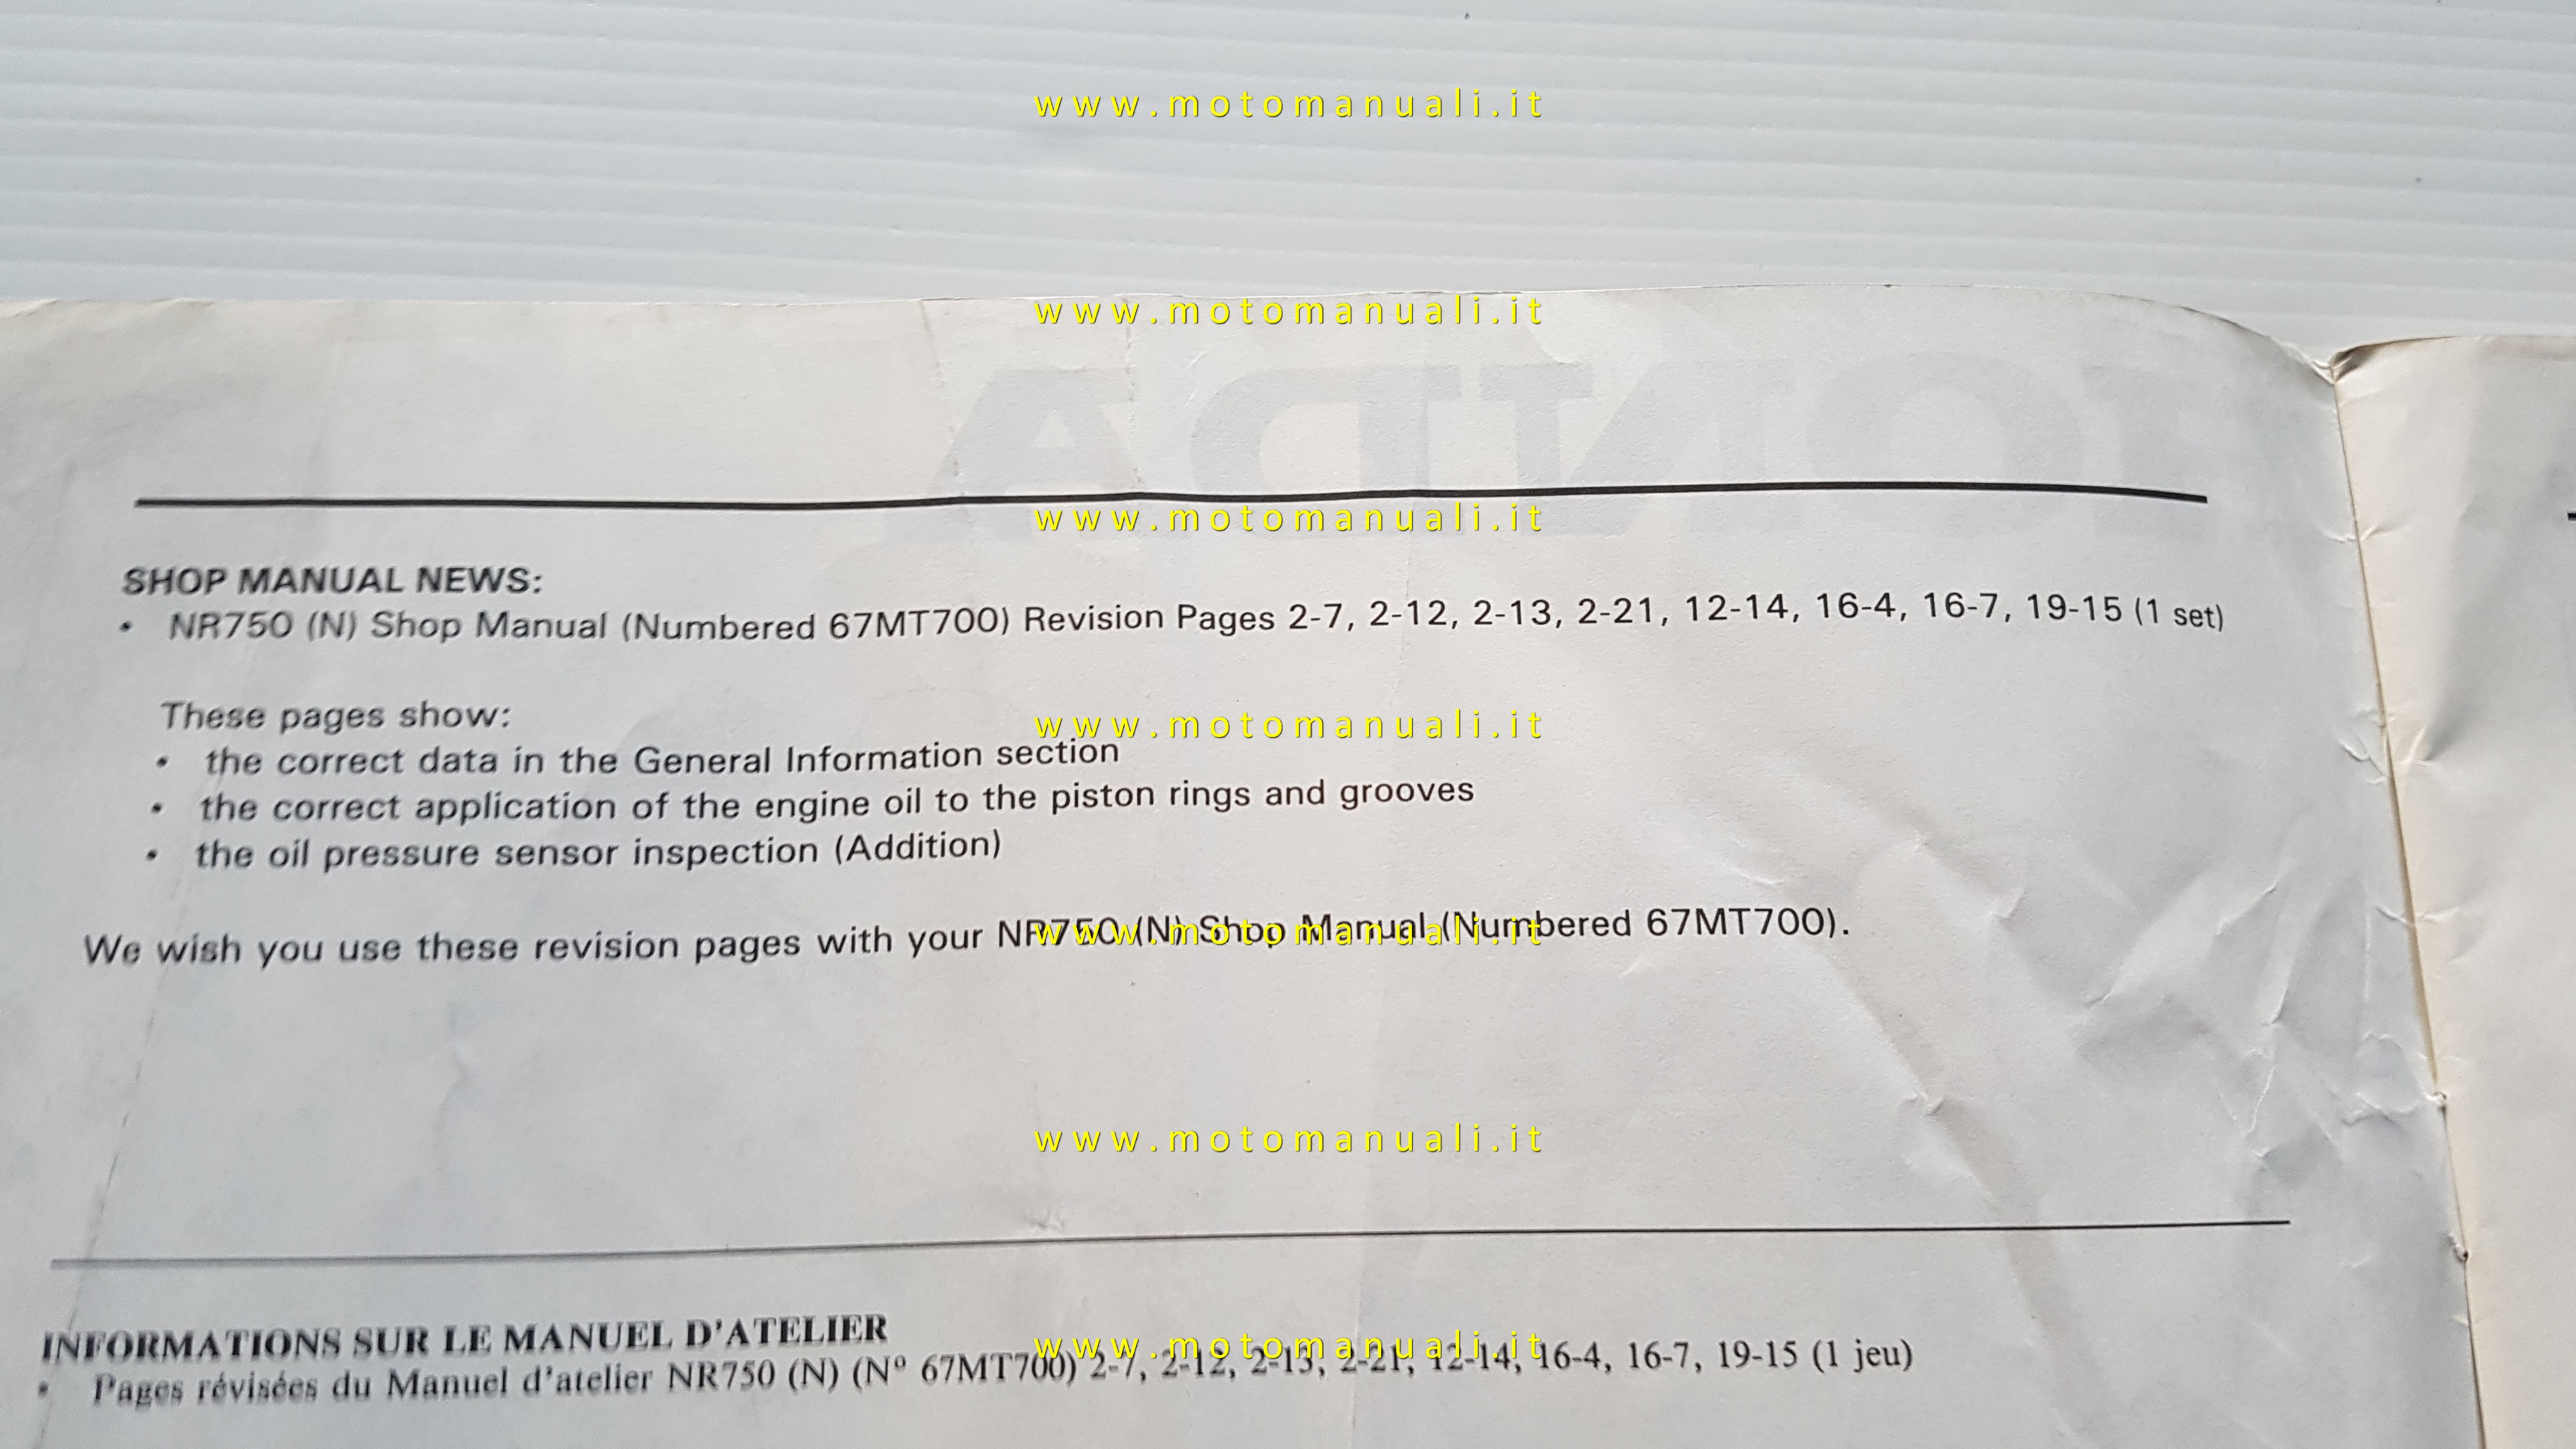 www.motomanuali.it
www.motomanuali.it
HONDA
www.motomanuali.it
SHOP MANUAL NEWS:
• NR750 (N) Shop Manual (Numbered 67MT700) Revision Pages 2-7, 2-12, 2-13, 2-21, 12-14, 16-4, 16-7, 19-15 (1 set)
These pages show:
www.motomanuali.it
• the correct data in the General Information section
• the correct application of the engine oil to the piston rings and grooves
• the oil pressure sensor inspection (Addition)
We wish you use these revision pages with your NR750 (N) Shop Manual (Numbered 67MT700).
www.motomanuali.it
www.motomanuali.it
INFORMATIONS SUR LE MANUEL D'ATELIER
www.motomanuali.it
• Pages révisées du Manuel d'atelier NR750 (N) (Nº 67MT700) 2-7, 2-12, 2-13, 2-21, 12-14, 16-4, 16-7, 19-15 (1 jeu)